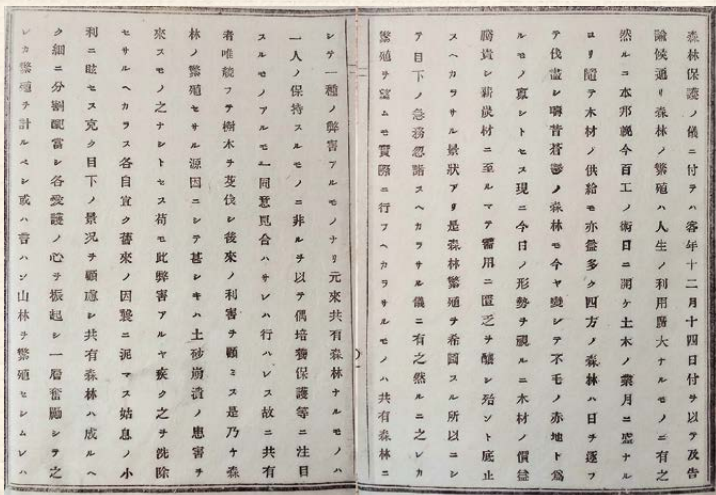 森林保護ノ儀ニ付テハ客年十二月十四日付ヲ以テ及告
諭候通リ森林ノ繁殖ハ人生ノ利用勝大ナルモノニ有之
然ルニ本邦輓今百工ノ術日ニ開ケ土木ノ業月ニ盛ナル
ヨリ隨テ木材ノ供給モ亦益多ク四方ノ森林ハ日ヲ逐フ
テ伐盡シ疇昔蒼鬱ノ森林モ今ヤ變シテ不毛ノ赤地ト爲
ルモノ寡シトセス現ニ今日ノ形勢ヲ視ルニ木材ノ價益
騰貴シ薪炭材ニ至ルマテ需用ニ匱乏ヲ釀シ殆ント底止
スヘカラサル景狀アリ是森林繁殖ヲ希圖スル所以ニシ
テ目下ノ急務忽諸スヘカラサル儀ニ有之然ルニ之レカ
繁殖ヲ望ムモ實際ニ行フヘカラサルモノハ共有森林ニ
シテ一種ノ弊害アルモノナリ元來共有森林ナルモノハ
一人ノ保持スルモノニ非ルヲ以テ偶培養保護等ニ注目
スルモノアルモ一同意見合ハサレハ行ハレス故ニ共有
者唯競フテ樹木ヲ芟伐シ後來ノ利害ヲ顧ミス是乃ヤ森
林ノ繁殖セサル源因ニシテ甚シキハ土砂崩潰ノ患害ヲ
來スモノ之ナシトセス苟モ此弊害アルヤ疾ク之ヲ洗除
セサルヘカラス各自宜ク舊來ノ因襲ニ泥マス姑息ノ小
利ニ眩セス克ク目下ノ景况ヲ顧慮シ共有森林ハ成ルヘ
ク細ニ分割配當シ各愛護ノ心ヲ振起シ一層奮勵シテ之
レカ繁殖ヲ計ルベシ或ハ書ハン山林ヲ繁殖セシムレハ